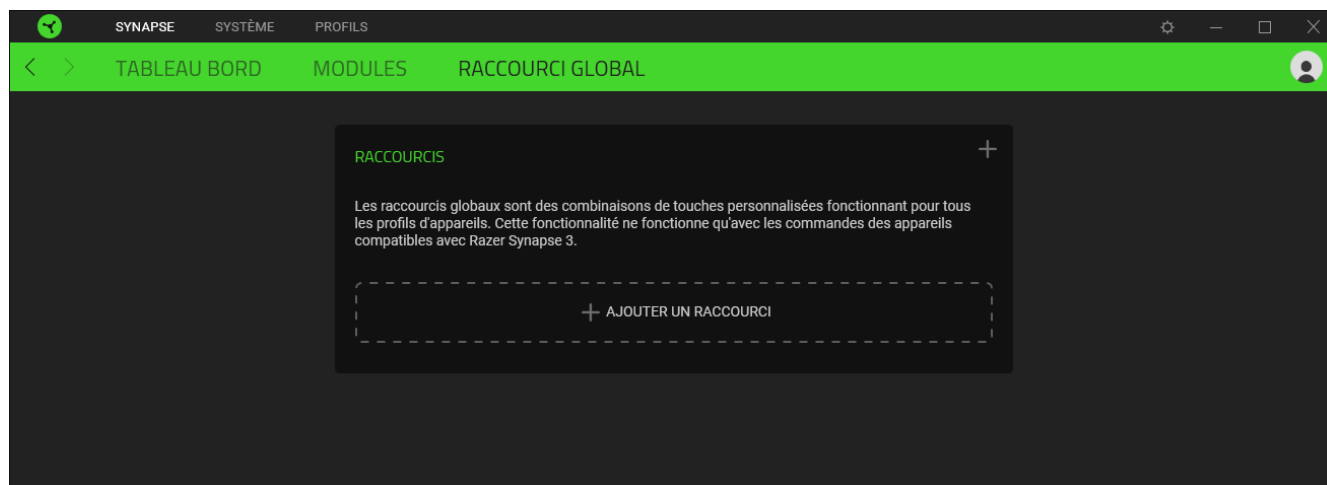 SYNAPSE SYSTÈME PROFILS
TABLEAU BORD MODULES RACCOURCI GLOBAL
RACCOURCIS
Les raccourcis globaux sont des combinaisons de touches personnalisées fonctionnant pour tous
les profils d'appareils. Cette fonctionnalité ne fonctionne qu'avec les commandes des appareils
compatibles avec Razer Synapse 3.
AJOUTER UN RACCOURCI